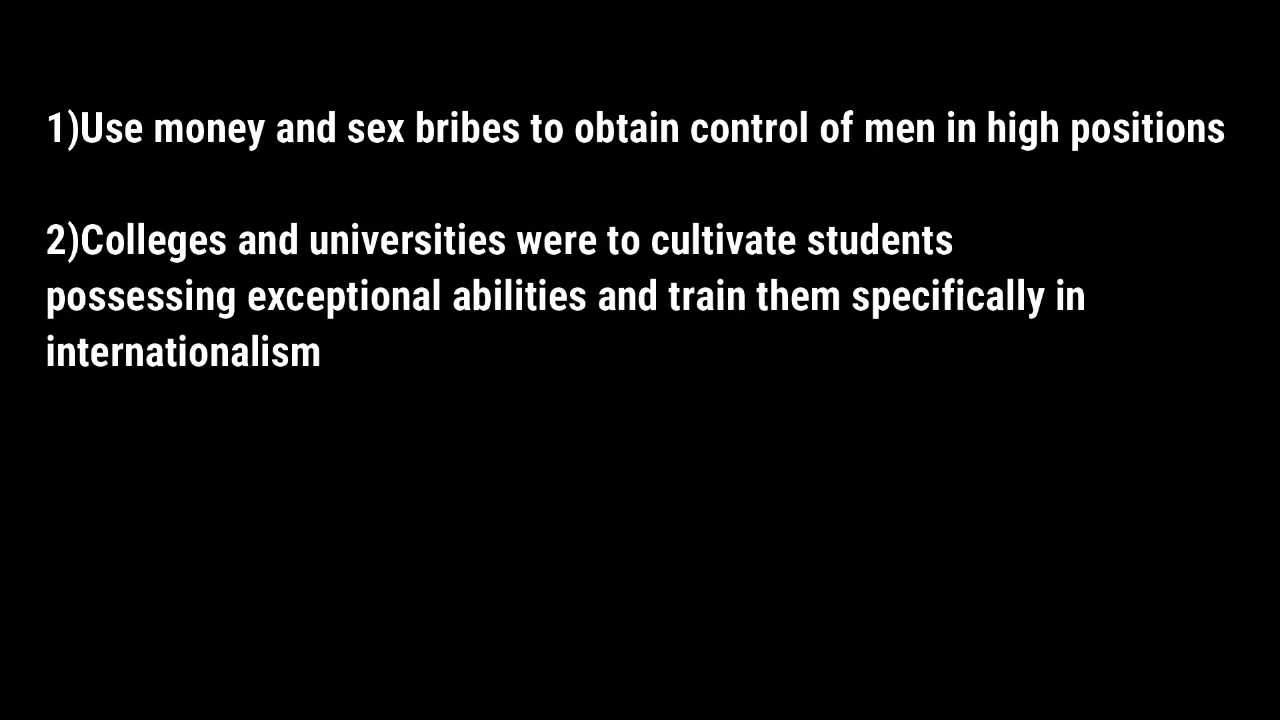 1)Use money and sex bribes to obtain control of men in high positions
2)Colleges and universities were to cultivate students
possessing exceptional abilities and train them specifically in
internationalism